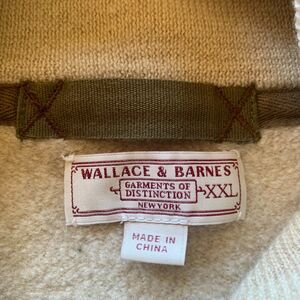 WALLACE & BARNES
GARMENTS OF
DISTINCTION
XXL
NEW YORK
MADE IN
CHINA